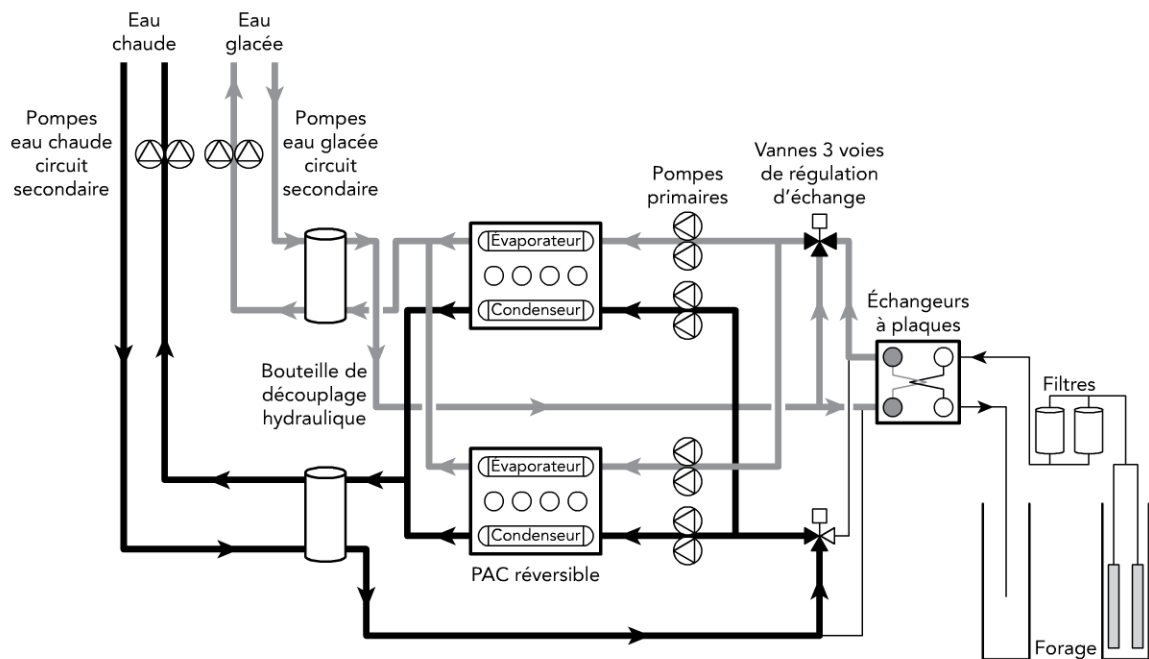 Eau
chaude
Eau
glacée
Pompes
eau chaude
circuit
secondaire
Pompes
eau glacée
circuit
secondaire
Pompes
primaires
Vannes 3 voies
de régulation
d'échange
Évaporateur
Condenseur
Échangeurs
à plaques
Bouteille de
découplage
hydraulique
Filtres
Évaporateur
Condenseur
PAC réversible
Forage